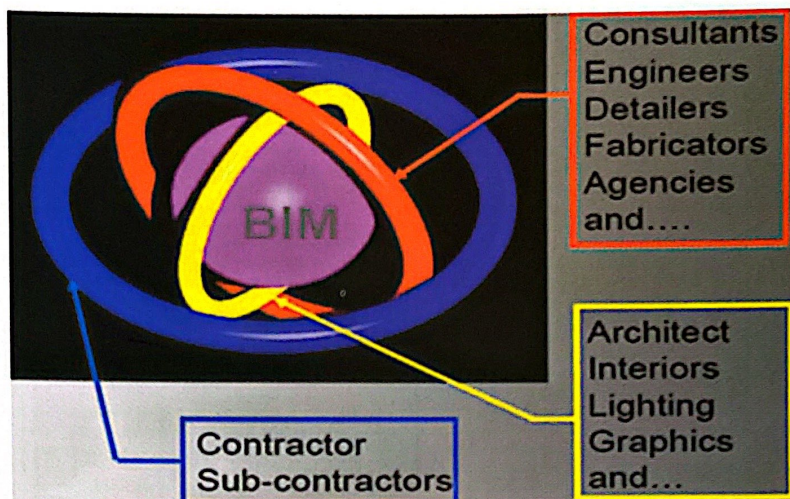 BIM
Consultants
Engineers
Detailers
Fabricators
Agencies
and....
Architect
Interiors
Lighting
Graphics
and...
Contractor
Sub-contractors